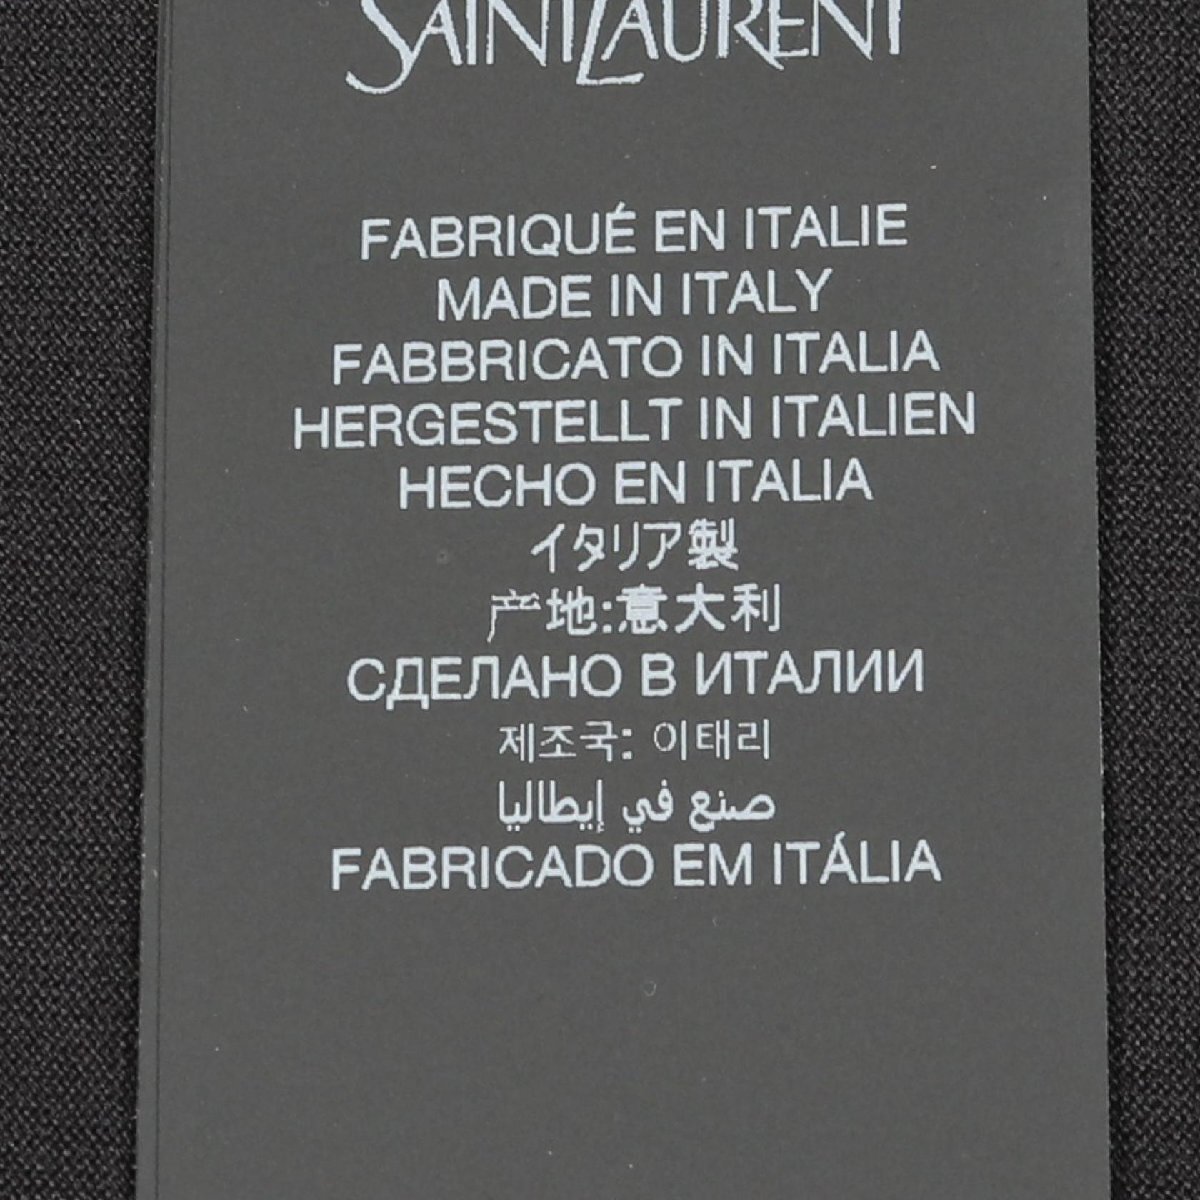 SAINT LAURENT
FABRIQUÉ EN ITALIE
MADE IN ITALY
FABBRICATO IN ITALIA
HERGESTELLT IN ITALIEN
HECHO EN ITALIA
イタリア製
产地:意大利
СДЕЛАНО В ИТАЛИИ
제조국: 이태리
صنع في إيطاليا
FABRICADO EM ITÁLIA